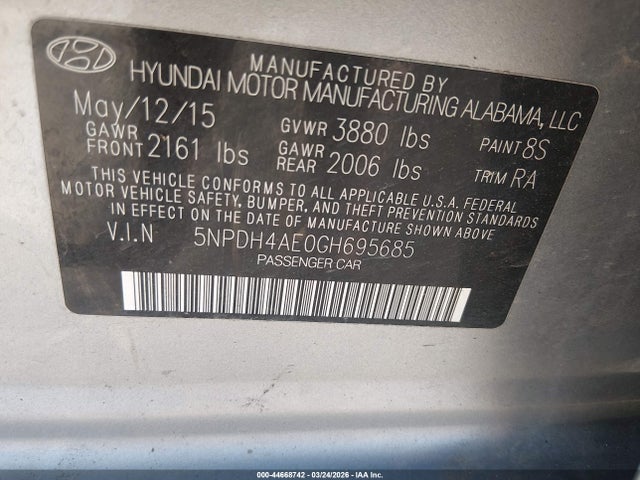 MANUFACTURED BY
HYUNDAI MOTOR MANUFACTURING ALABAMA, LLC
May/12/15 GVWR 3880 lbs PAINT 8S
GAWR FRONT 2161 lbs GAWR REAR 2006 lbs TRIM RA
THIS VEHICLE CONFORMS TO ALL APPLICABLE U.S.A. FEDERAL
MOTOR VEHICLE SAFETY, BUMPER, AND THEFT PREVENTION STANDARDS
IN EFFECT ON THE DATE OF MANUFACTURE SHOWN ABOVE.
V.I.N 5NPDH4AE0GH695685
PASSENGER CAR
000-44668742 | 03/24/2026 | IAA Inc.